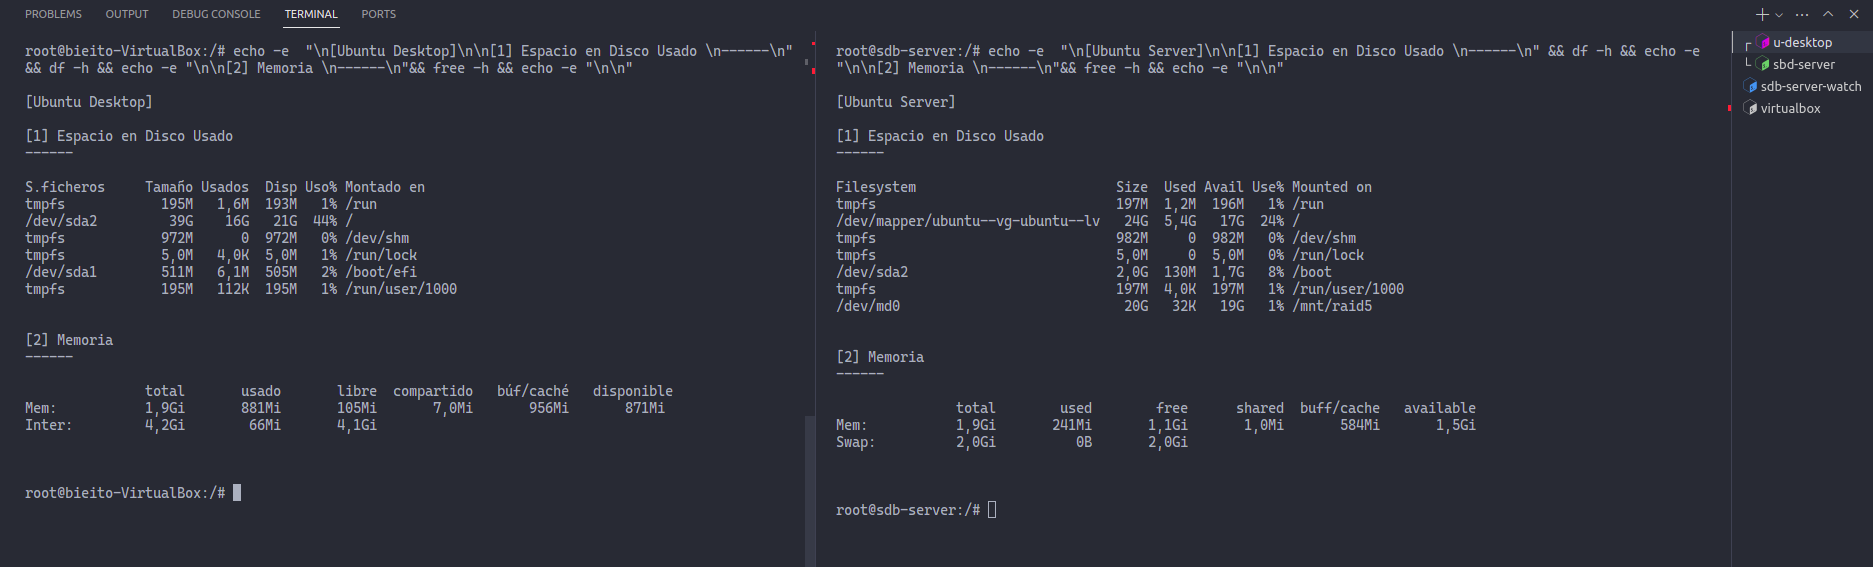 PROBLEMS OUTPUT DEBUG CONSOLE TERMINAL PORTS
root@bieito-VirtualBox:/# echo -e  "\n[Ubuntu Desktop]\n\n[1] Espacio en Disco Usado \n------\n"
&& df -h && echo -e "\n\n[2] Memoria \n------\n"&& free -h && echo -e "\n\n"
[Ubuntu Desktop]
[1] Espacio en Disco Usado
------
S.ficheros     Tamaño Usados  Disp Uso% Montado en
tmpfs            195M   1,6M  193M   1% /run
/dev/sda2         39G    16G   21G  44% /
tmpfs            972M      0  972M   0% /dev/shm
tmpfs            5,0M   4,0K  5,0M   1% /run/lock
/dev/sda1        511M   6,1M  505M   2% /boot/efi
tmpfs            195M   112K  195M   1% /run/user/1000
[2] Memoria
------
               total       usado       libre  compartido   búf/caché   disponible
Mem:           1,9Gi       881Mi       105Mi       7,0Mi       956Mi       871Mi
Inter:         4,2Gi        66Mi       4,1Gi
root@bieito-VirtualBox:/#
root@sdb-server:/# echo -e  "\n[Ubuntu Server]\n\n[1] Espacio en Disco Usado \n------\n" && df -h && echo -e
"\n\n[2] Memoria \n------\n"&& free -h && echo -e "\n\n"
[Ubuntu Server]
[1] Espacio en Disco Usado
------
Filesystem                         Size  Used Avail Use% Mounted on
tmpfs                              197M  1,2M  196M   1% /run
/dev/mapper/ubuntu--vg-ubuntu--lv   24G  5,4G   17G  24% /
tmpfs                              982M     0  982M   0% /dev/shm
tmpfs                              5,0M     0  5,0M   0% /run/lock
/dev/sda2                          2,0G  130M  1,7G   8% /boot
tmpfs                              197M  4,0K  197M   1% /run/user/1000
/dev/md0                            20G   32K   19G   1% /mnt/raid5
[2] Memoria
------
               total        used        free      shared  buff/cache   available
Mem:           1,9Gi       241Mi       1,1Gi       1,0Mi       584Mi       1,5Gi
Swap:          2,0Gi          0B       2,0Gi
root@sdb-server:/#
u-desktop
sbd-server
sdb-server-watch
virtualbox